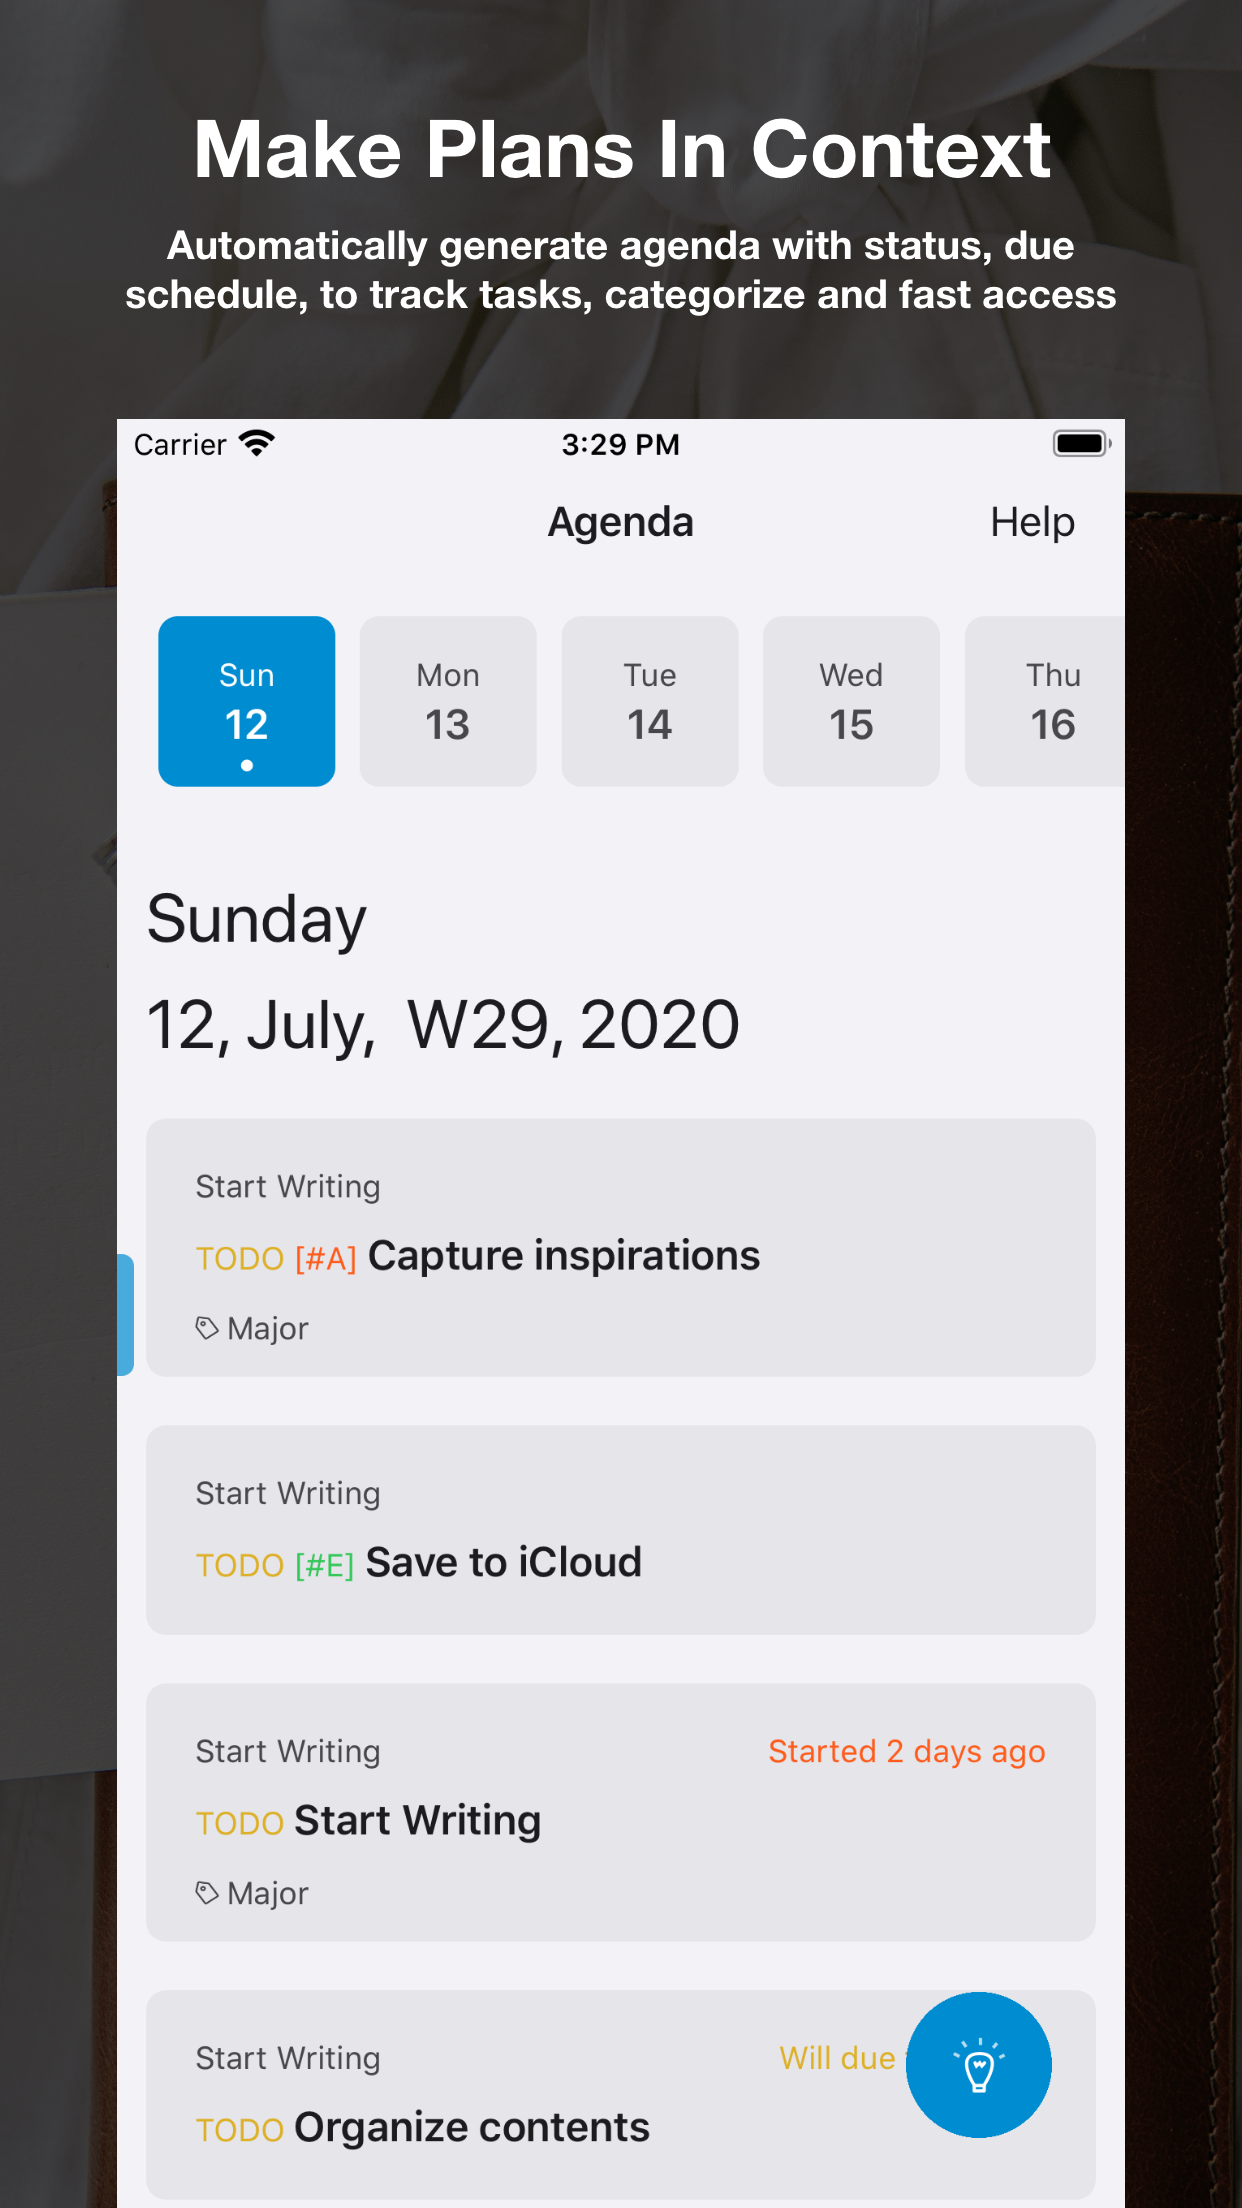 Make Plans In Context
Automatically generate agenda with status, due
schedule, to track tasks, categorize and fast access
Carrier 3:29 PM
Agenda Help
Sun Mon Tue Wed Thu
12 13 14 15 16
Sunday
12, July, W29, 2020
Start Writing
TODO [#A] Capture inspirations
Major
Start Writing
TODO [#E] Save to iCloud
Start Writing Started 2 days ago
TODO Start Writing
Major
Start Writing Will due
TODO Organize contents